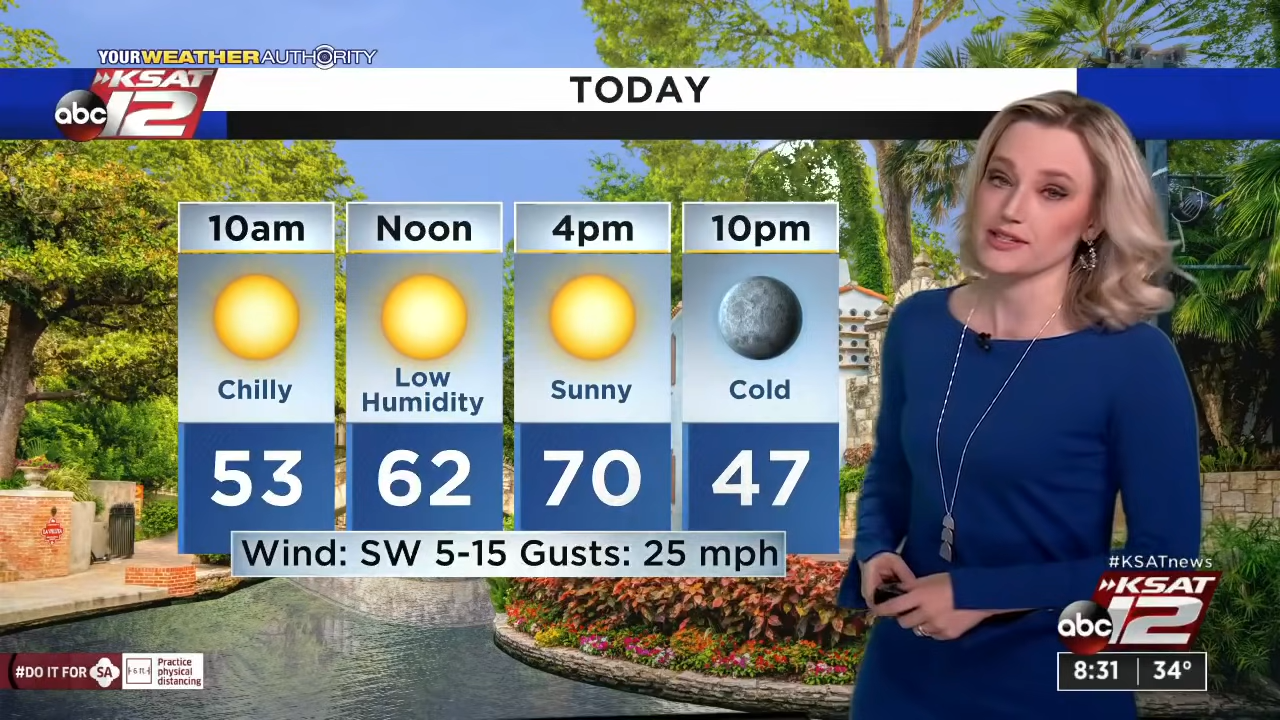 YOURWEATHERAUTHORITY
KSAT
abc 12
TODAY
10am
Noon
4pm
10pm
Chilly
Low
Humidity
Sunny
Cold
53
62
70
47
Wind: SW 5-15 Gusts: 25 mph
#KSATnews
KSAT
abc 12
8:31 34°
#DO IT FOR SA
6 ft
Practice
physical
distancing